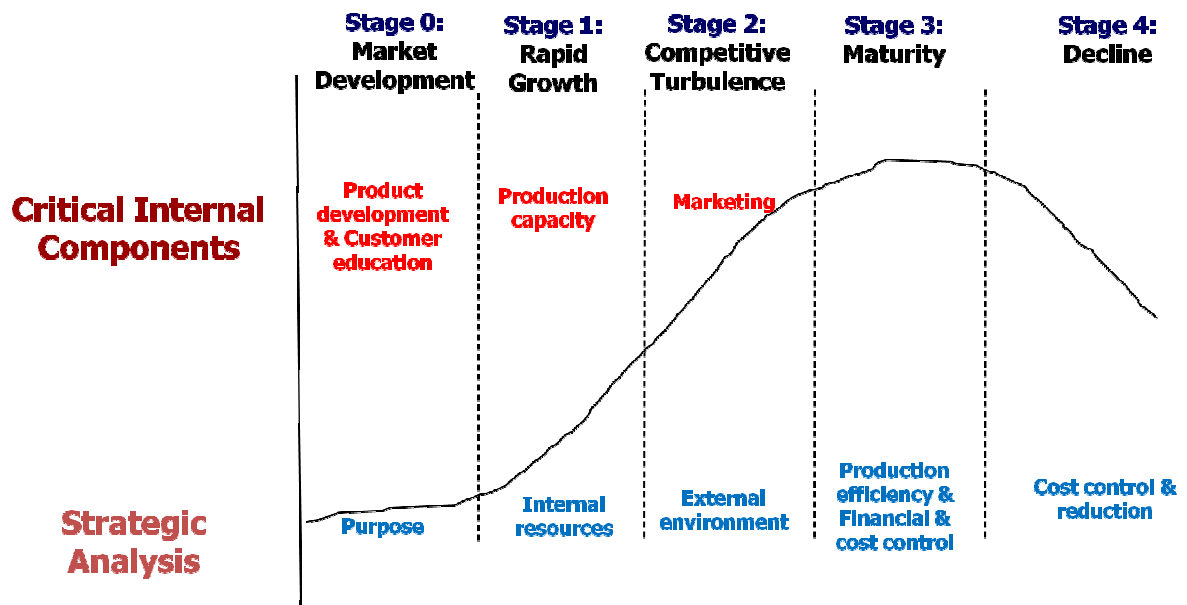 Stage 0:
Market
Development
Stage 1:
Rapid
Growth
Stage 2:
Competitive
Turbulence
Stage 3:
Maturity
Stage 4:
Decline
Critical Internal
Components
Product
development
& Customer
education
Production
capacity
Marketing
Strategic
Analysis
Purpose
Internal
resources
External
environment
Production
efficiency &
Financial &
cost control
Cost control &
reduction